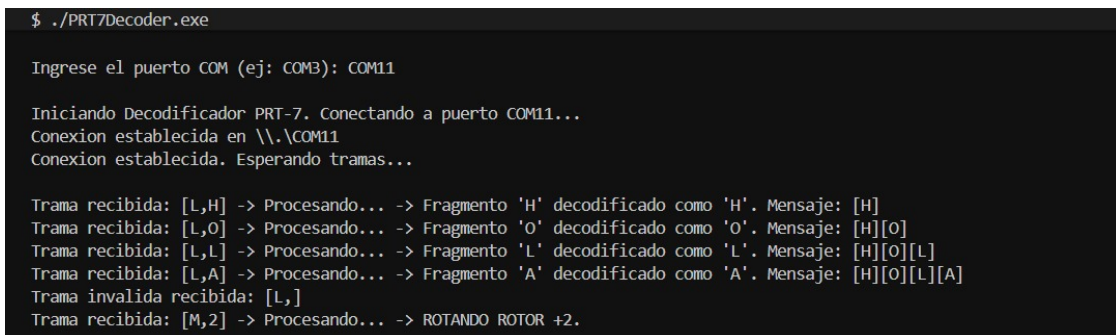 $ ./PRT7Decoder.exe
Ingrese el puerto COM (ej: COM3): COM11
Iniciando Decodificador PRT-7. Conectando a puerto COM11...
Conexion establecida en \\.\COM11
Conexion establecida. Esperando tramas...
Trama recibida: [L,H] -> Procesando... -> Fragmento 'H' decodificado como 'H'. Mensaje: [H]
Trama recibida: [L,O] -> Procesando... -> Fragmento 'O' decodificado como 'O'. Mensaje: [H][O]
Trama recibida: [L,L] -> Procesando... -> Fragmento 'L' decodificado como 'L'. Mensaje: [H][O][L]
Trama recibida: [L,A] -> Procesando... -> Fragmento 'A' decodificado como 'A'. Mensaje: [H][O][L][A]
Trama invalida recibida: [L,]
Trama recibida: [M,2] -> Procesando... -> ROTANDO ROTOR +2.